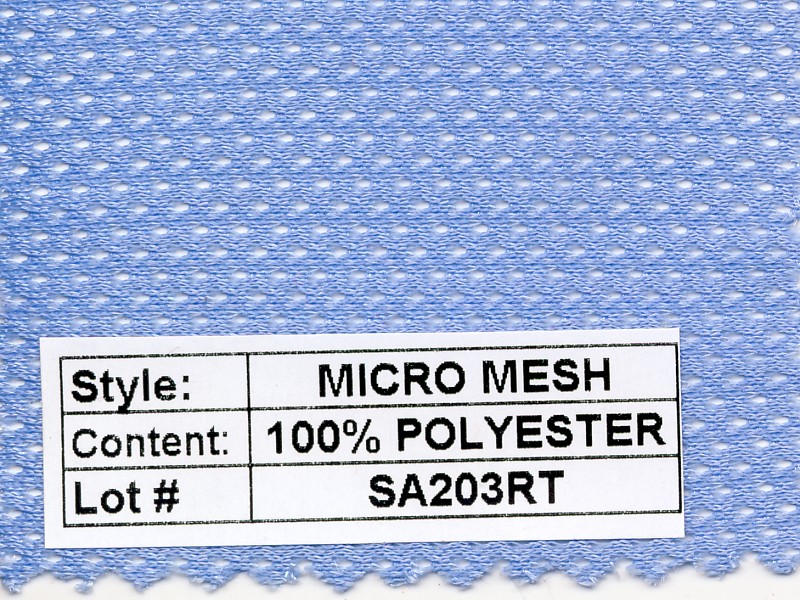 Style: MICRO MESH
Content: 100% POLYESTER
Lot # SA203RT